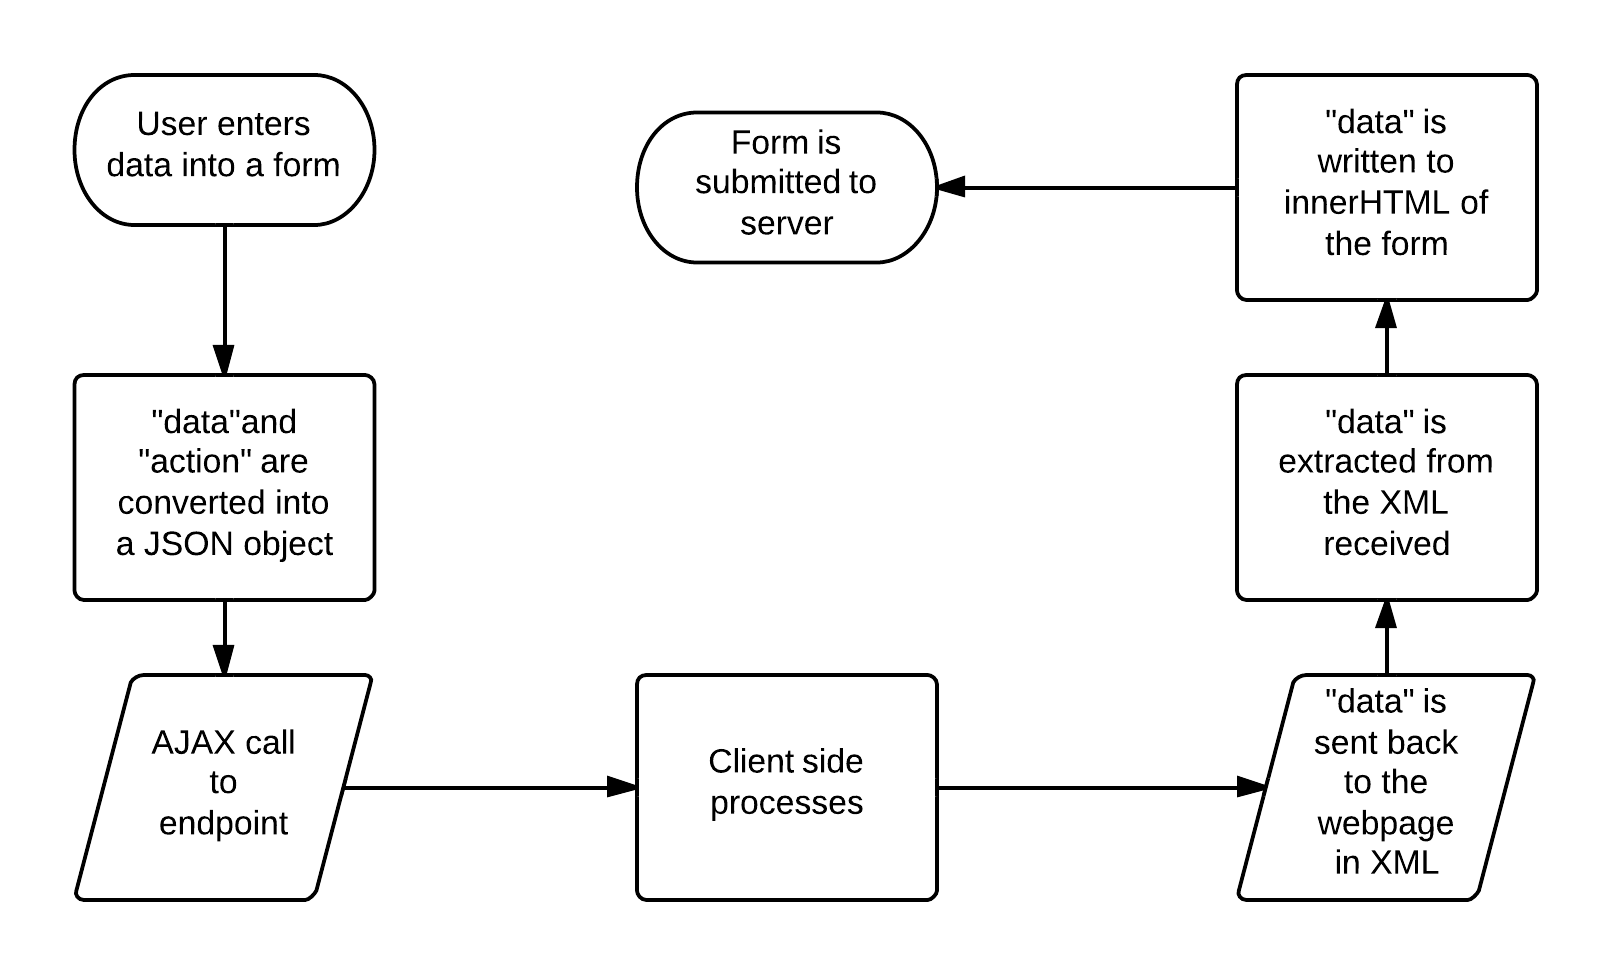 User enters
data into a form
"data"and
"action" are
converted into
a JSON object
AJAX call
to
endpoint
Client side
processes
"data" is
sent back
to the
webpage
in XML
"data" is
extracted from
the XML
received
"data" is
written to
innerHTML of
the form
Form is
submitted to
server